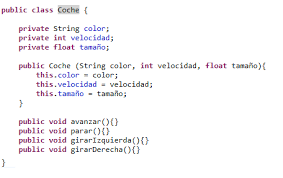 public class Coche {
private String color;
private int velocidad;
private float tamaño;
public Coche (String color, int velocidad, float tamaño){
this.color = color;
this.velocidad = velocidad;
this.tamaño = tamaño;
}
public void avanzar(){}
public void parar(){}
public void girarIzquierda(){}
public void girarDerecha(){}
}